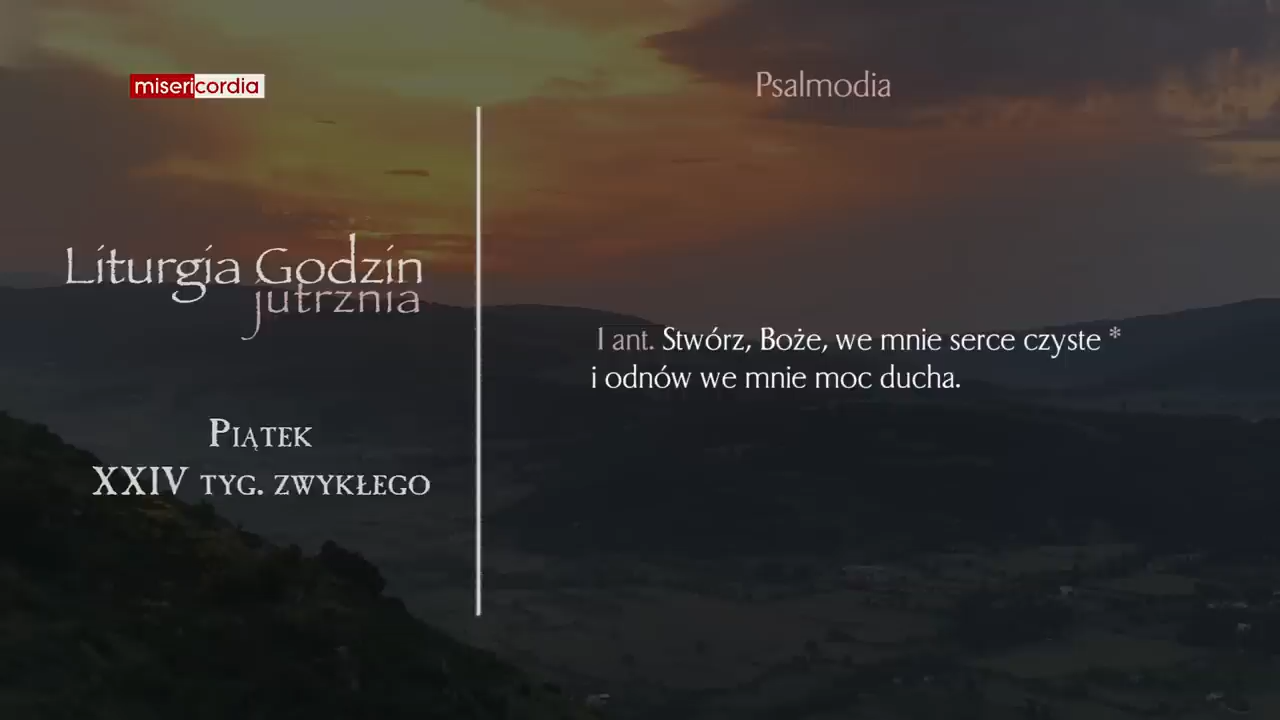 misericordia
Psalmodia
Liturgia Godzin
jutrznia
I ant. Stwórz, Boże, we mnie serce czyste *
i odnów we mnie moc ducha.
Piątek
XXIV tyg. zwykłego